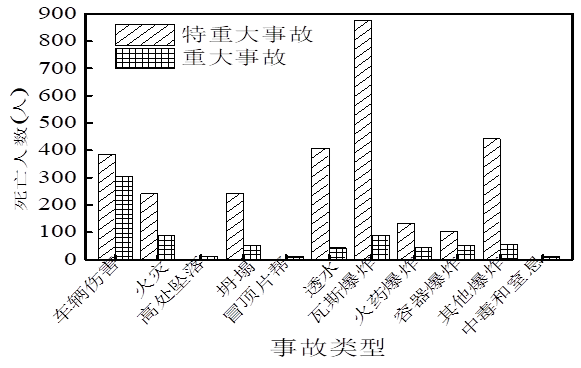 900
800
700
600
500
400
300
200
100
0
死亡人数(人)
特重大事故
重大事故
车辆伤害
火灾
高处坠落
坍塌
冒顶片帮
透水
瓦斯爆炸
火药爆炸
容器爆炸
其他爆炸
中毒和窒息
事故类型